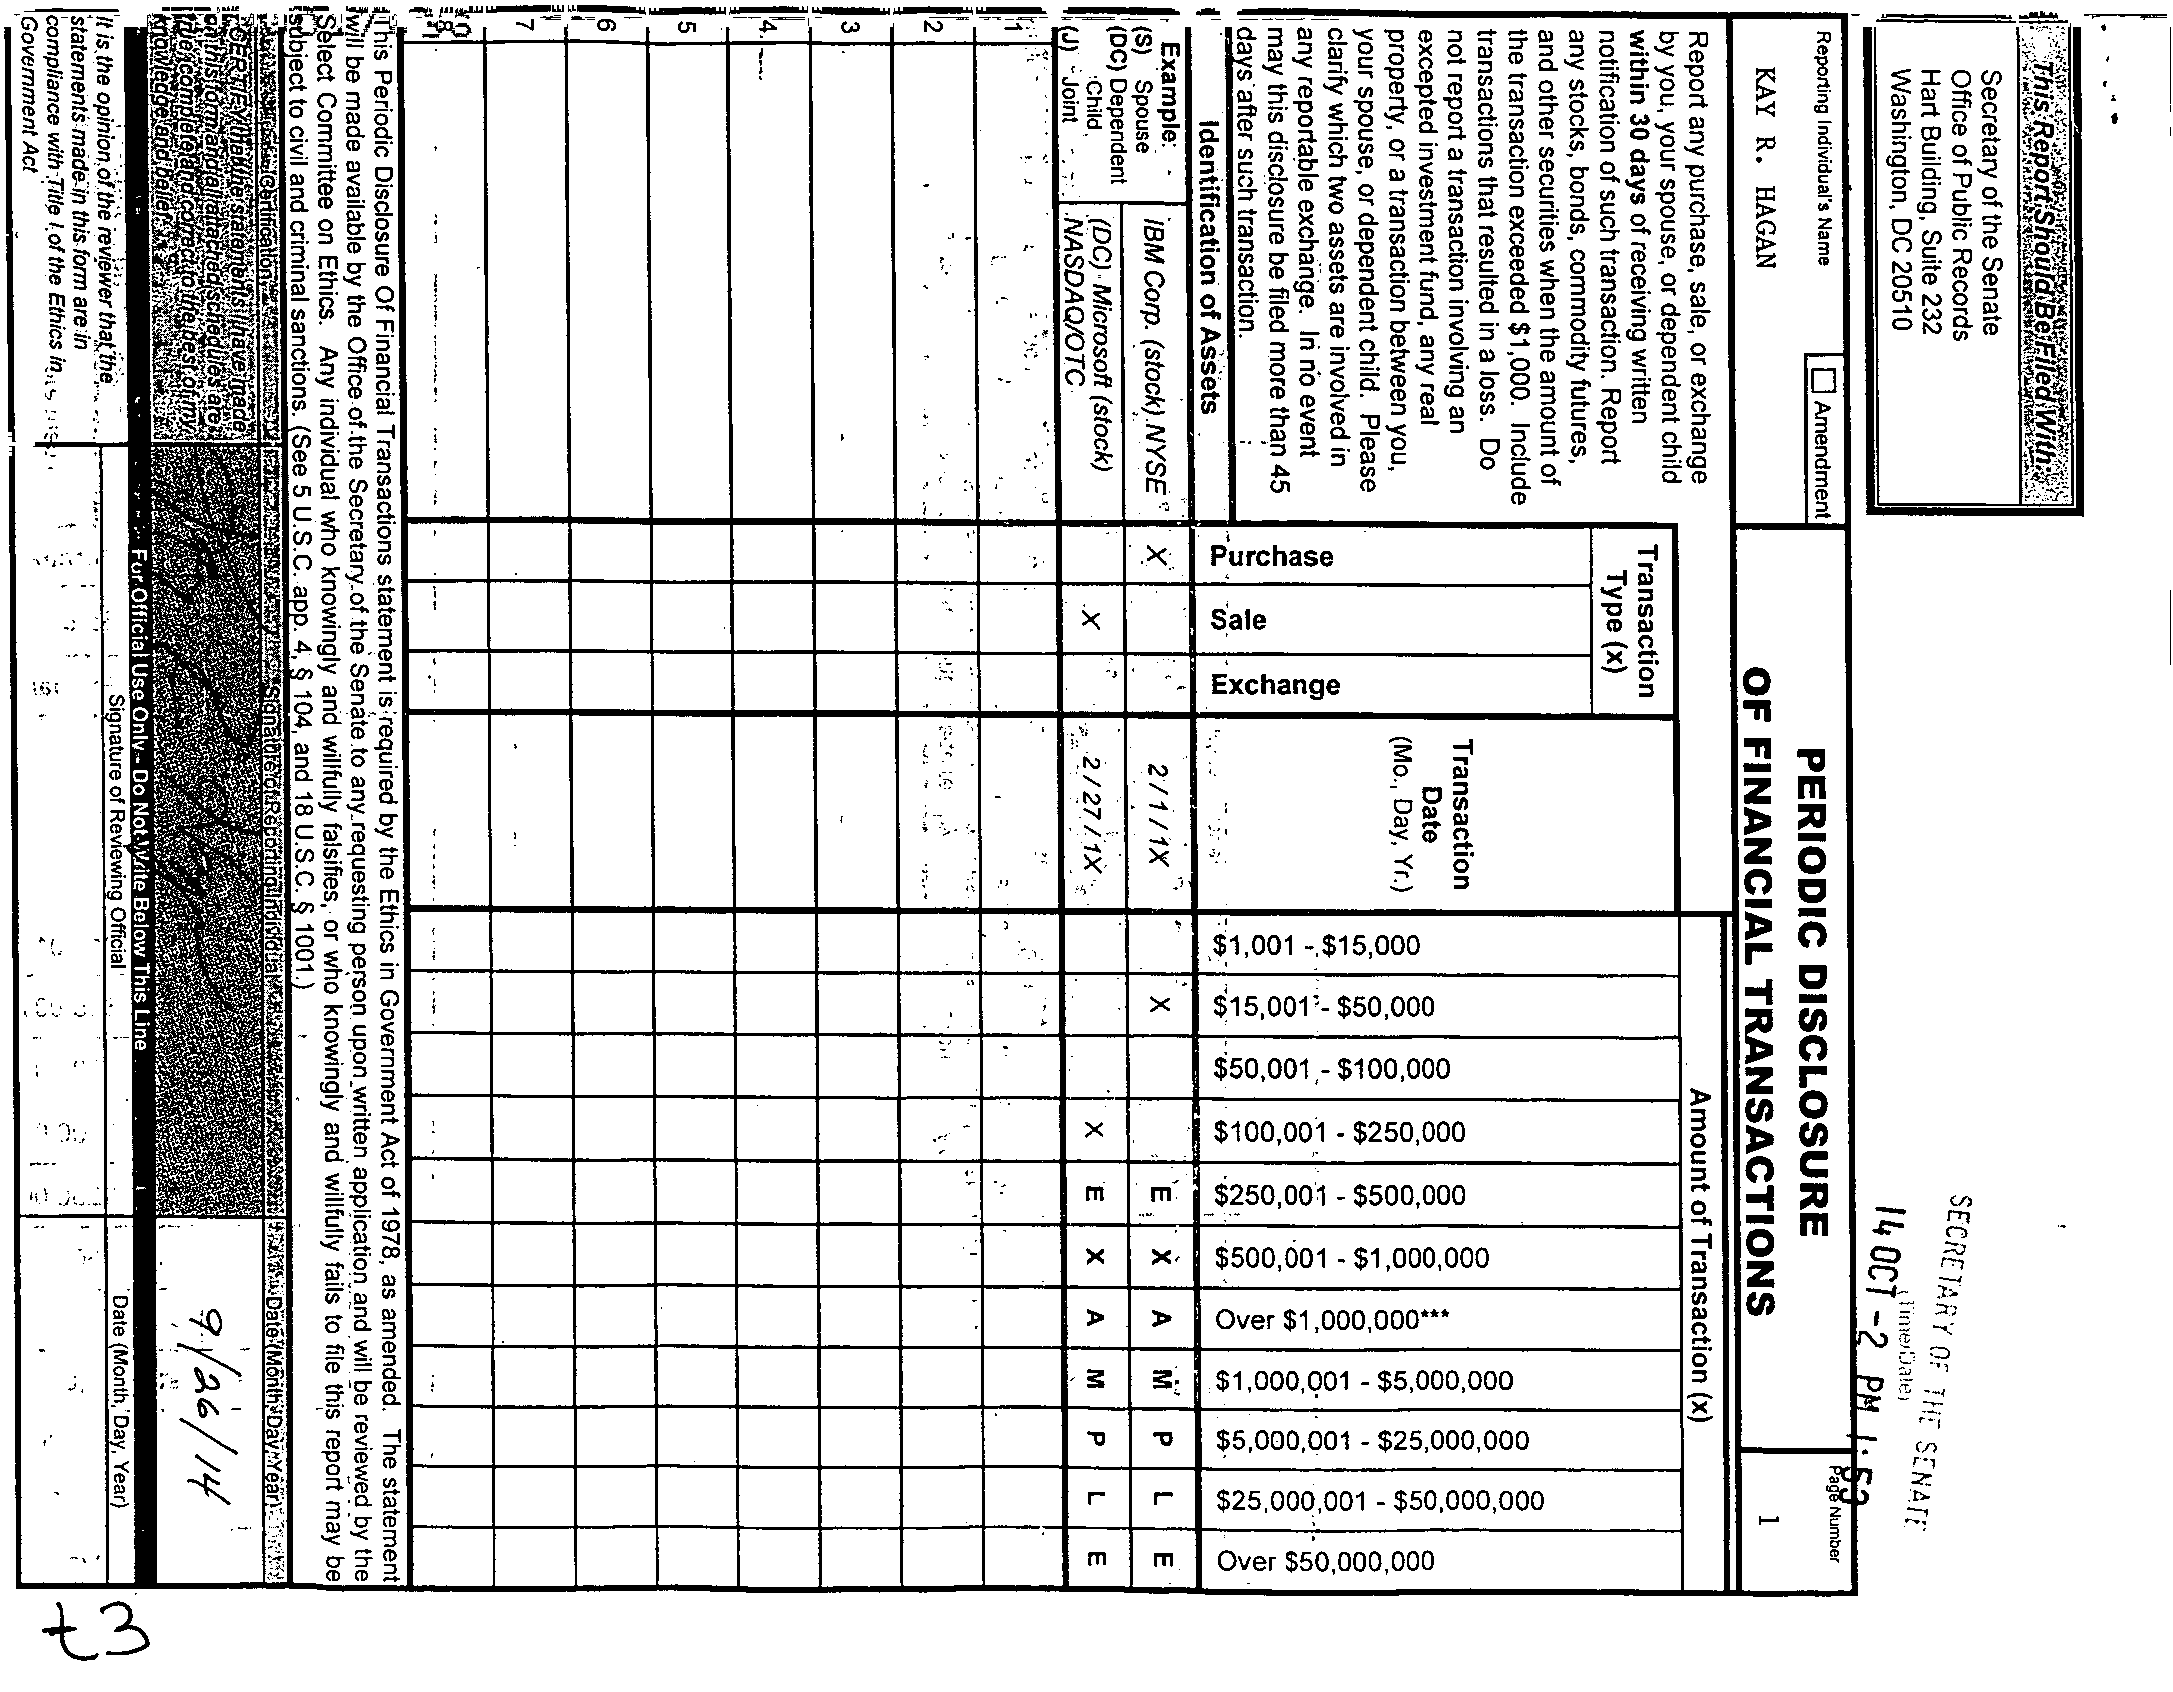 This Report Should Be Filed With:
Secretary of the Senate
Office of Public Records
Hart Building, Suite 232
Washington, DC 20510
SECRETARY OF THE SENATE
(Time/Date)
14 OCT -2 PM 1:59
Reporting Individual's Name
☐ Amendment
KAY R. HAGAN
PERIODIC DISCLOSURE
OF FINANCIAL TRANSACTIONS
Page Number
1
Report any purchase, sale, or exchange
by you, your spouse, or dependent child
within 30 days of receiving written
notification of such transaction. Report
any stocks, bonds, commodity futures,
and other securities when the amount of
the transaction exceeded $1,000. Include
transactions that resulted in a loss. Do
not report a transaction involving an
excepted investment fund, any real
property, or a transaction between you,
your spouse, or dependent child. Please
clarify which two assets are involved in
any reportable exchange. In no event
may this disclosure be filed more than 45
days after such transaction.
Identification of Assets
Transaction
Type (x)
Purchase
Sale
Exchange
Transaction
Date
(Mo., Day, Yr.)
Amount of Transaction (x)
$1,001 - $15,000
$15,001 - $50,000
$50,001 - $100,000
$100,001 - $250,000
$250,001 - $500,000
$500,001 - $1,000,000
Over $1,000,000***
$1,000,001 - $5,000,000
$5,000,001 - $25,000,000
$25,000,001 - $50,000,000
Over $50,000,000
Example:
(S) Spouse
(DC) Dependent
Child
(J) Joint
IBM Corp. (stock) NYSE X 2/1/1X X E X A M P L E
(DC) Microsoft (stock)
NASDAQ/OTC X 2/27/1X X E X A M P L E
1
2
3
4
5
6
7
8
This Periodic Disclosure Of Financial Transactions statement is required by the Ethics in Government Act of 1978, as amended. The statement
will be made available by the Office of the Secretary of the Senate to any requesting person upon written application and will be reviewed by the
Select Committee on Ethics. Any individual who knowingly and willfully falsifies, or who knowingly and willfully fails to file this report may be
subject to civil and criminal sanctions. (See 5 U.S.C. app. 4, § 104, and 18 U.S.C. § 1001.)
Certification
Signature of Reporting Individual
Date (Month, Day, Year)
I CERTIFY that the statements I have made
on this form and all attached schedules are
true, complete and correct to the best of my
knowledge and belief.
9/26/14
For Official Use Only - Do Not Write Below This Line
It is the opinion of the reviewer that the
statements made in this form are in
compliance with Title I of the Ethics in
Government Act
Signature of Reviewing Official
Date (Month, Day, Year)